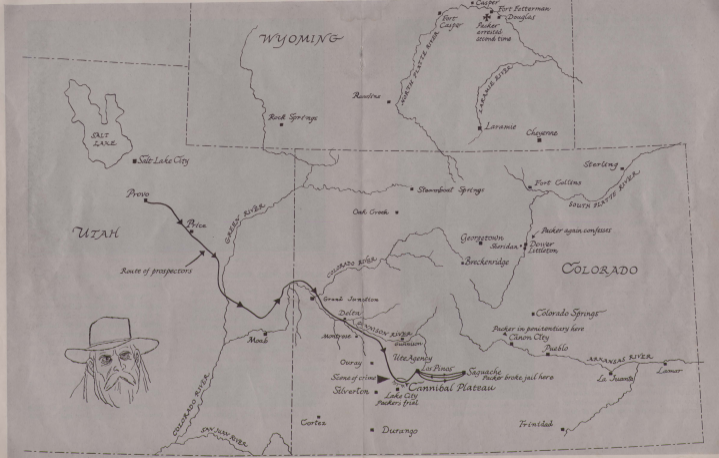 Casper
Fort Fetterman
Douglas
Fort
Casper
Packer
arrested
second time
WYOMING
NORTH PLATTE RIVER
Rawlins
LARAMIE RIVER
Rock Springs
Laramie
Cheyenne
SALT
LAKE
Salt Lake City
Sterling
Provo
Fort Collins
Steamboat Springs
SOUTH PLATTE RIVER
Oak Creek
UTAH
Price
GREEN RIVER
Packer again confesses
Georgetown
Sheridan
Denver
Littleton
Breckenridge
COLORADO
Route of prospectors
COLORADO RIVER
Grand Junction
Delta
Colorado Springs
GUNNISON RIVER
Packer in penitentiary here
Montrose
Gunnison
Canon City
Moab
Pueblo
Ute Agency
ARKANSAS RIVER
Ouray
Los Pinos
Saguache
Lamar
La Junta
Scene of crime
Packer broke jail here
Cannibal Plateau
Silverton
Lake City
Packers trial
COLORADO RIVER
Cortez
Durango
Trinidad
SAN JUAN RIVER